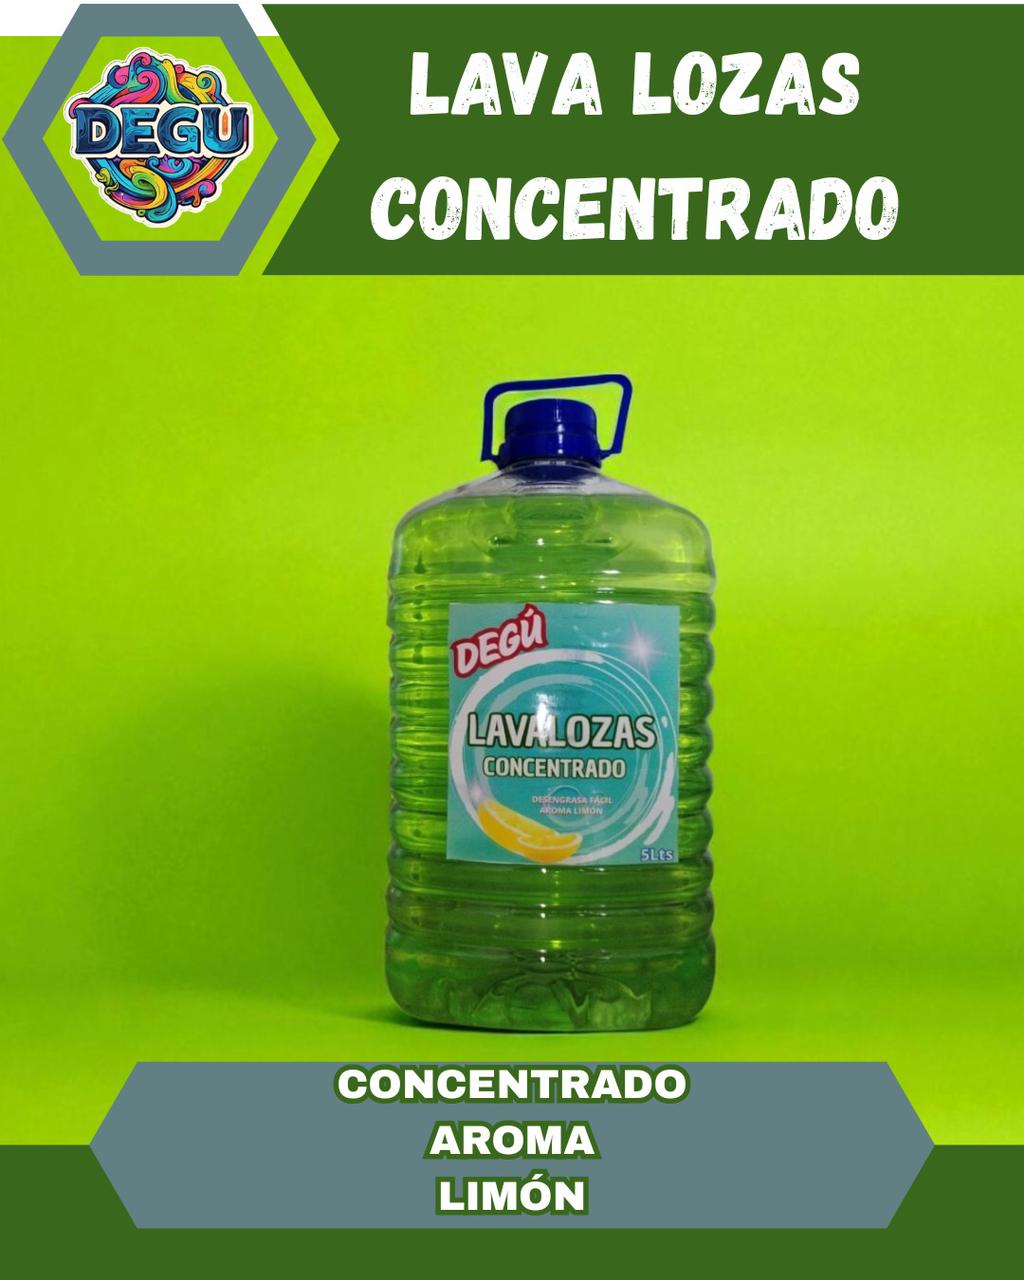 DEGU
LAVA LOZAS
CONCENTRADO
DEGÚ
LAVALOZAS
CONCENTRADO
DESENGRASA FÁCIL
AROMA LIMÓN
5Lts
CONCENTRADO
AROMA
LIMÓN